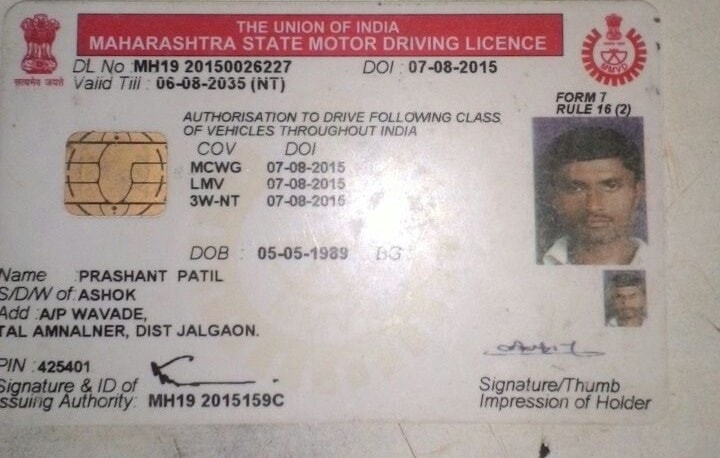 THE UNION OF INDIA
MAHARASHTRA STATE MOTOR DRIVING LICENCE
सत्यमेव जयते
DL No : MH19 20150026227 DOI : 07-08-2015
Valid Till : 06-08-2035 (NT)
FORM 7
RULE 16 (2)
AUTHORISATION TO DRIVE FOLLOWING CLASS
OF VEHICLES THROUGHOUT INDIA
COV DOI
MCWG 07-08-2015
LMV 07-08-2015
3W-NT 07-08-2015
DOB : 05-05-1989 BG :
Name : PRASHANT PATIL
S/D/W of : ASHOK
Add : A/P WAVADE,
TAL AMNALNER, DIST JALGAON.
PIN : 425401
Signature & ID of
Issuing Authority: MH19 2015159C
Signature/Thumb
Impression of Holder